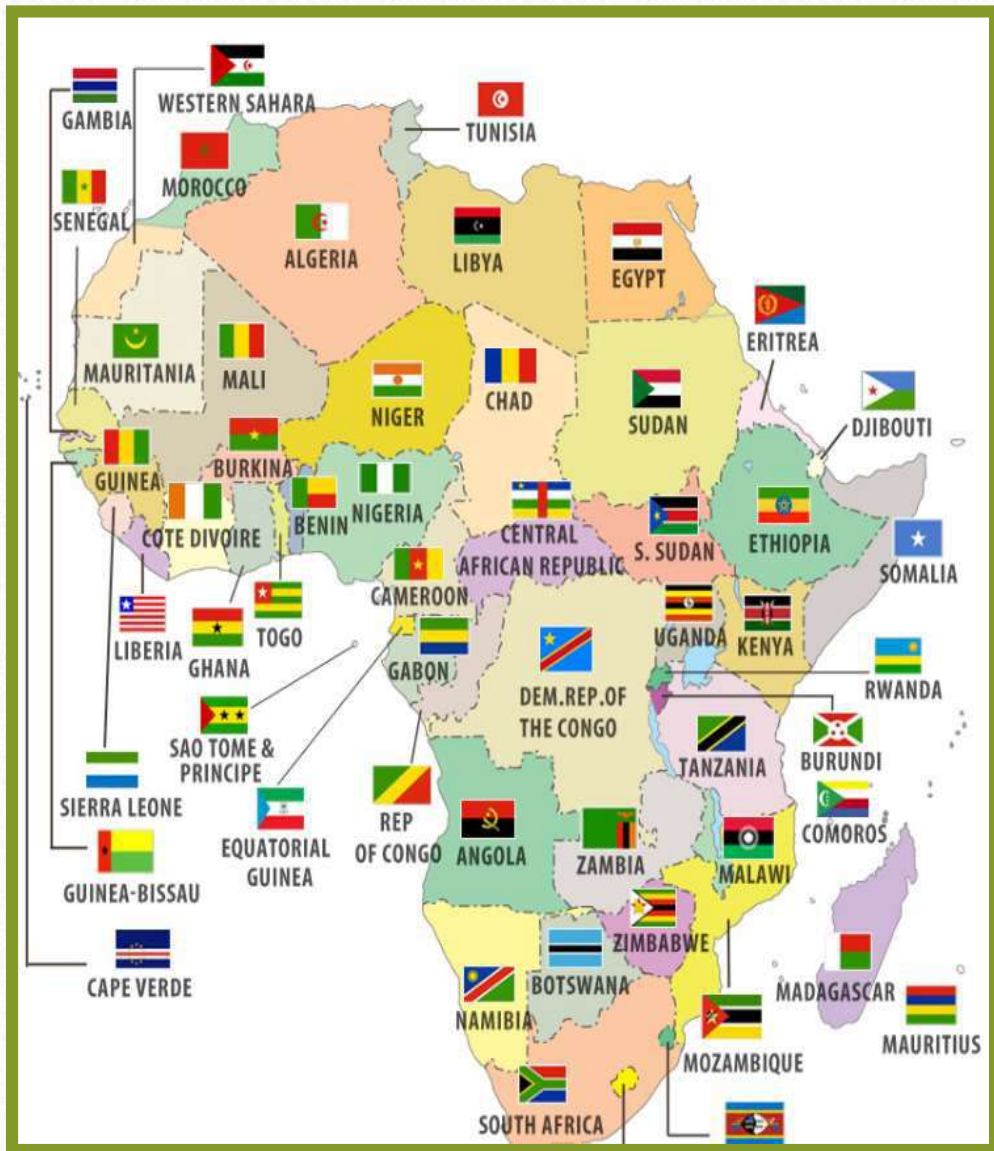 GAMBIA
WESTERN SAHARA
TUNISIA
MOROCCO
SENEGAL
ALGERIA
LIBYA
EGYPT
ERITREA
MAURITANIA
MALI
NIGER
CHAD
SUDAN
DJIBOUTI
GUINEA
BURKINA
BENIN
NIGERIA
COTE DIVOIRE
CENTRAL
AFRICAN REPUBLIC
S. SUDAN
ETHIOPIA
SOMALIA
CAMEROON
LIBERIA
GHANA
TOGO
GABON
UGANDA
KENYA
RWANDA
DEM.REP.OF
THE CONGO
SAO TOME &
PRINCIPE
TANZANIA
BURUNDI
SIERRA LEONE
EQUATORIAL
GUINEA
REP
OF CONGO
ANGOLA
ZAMBIA
MALAWI
COMOROS
GUINEA-BISSAU
ZIMBABWE
CAPE VERDE
BOTSWANA
NAMIBIA
MADAGASCAR
MAURITIUS
MOZAMBIQUE
SOUTH AFRICA